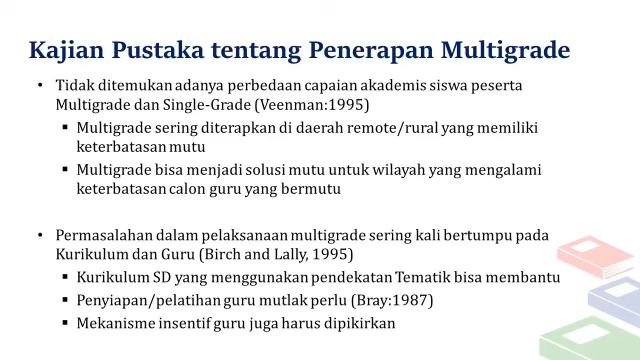 Kajian Pustaka tentang Penerapan Multigrade
• Tidak ditemukan adanya perbedaan capaian akademis siswa peserta
Multigrade dan Single-Grade (Veenman:1995)
▪ Multigrade sering diterapkan di daerah remote/rural yang memiliki
keterbatasan mutu
▪ Multigrade bisa menjadi solusi mutu untuk wilayah yang mengalami
keterbatasan calon guru yang bermutu
• Permasalahan dalam pelaksanaan multigrade sering kali bertumpu pada
Kurikulum dan Guru (Birch and Lally, 1995)
▪ Kurikulum SD yang menggunakan pendekatan Tematik bisa membantu
▪ Penyiapan/pelatihan guru mutlak perlu (Bray:1987)
▪ Mekanisme insentif guru juga harus dipikirkan